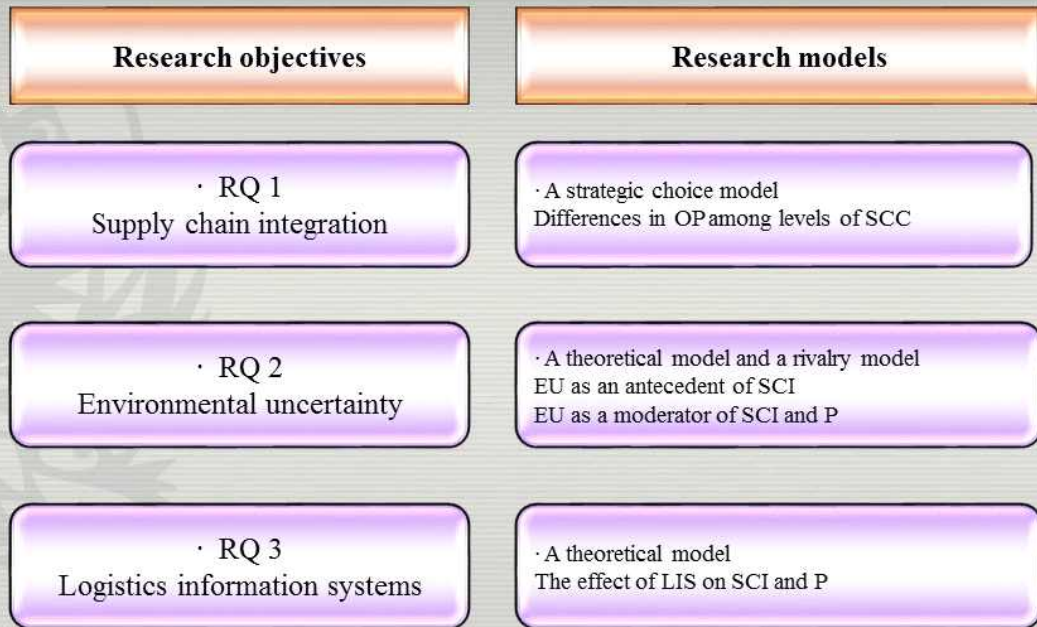 Research objectives
Research models
· RQ 1
Supply chain integration
· A strategic choice model
Differences in OP among levels of SCC
· RQ 2
Environmental uncertainty
· A theoretical model and a rivalry model
EU as an antecedent of SCI
EU as a moderator of SCI and P
· RQ 3
Logistics information systems
· A theoretical model
The effect of LIS on SCI and P